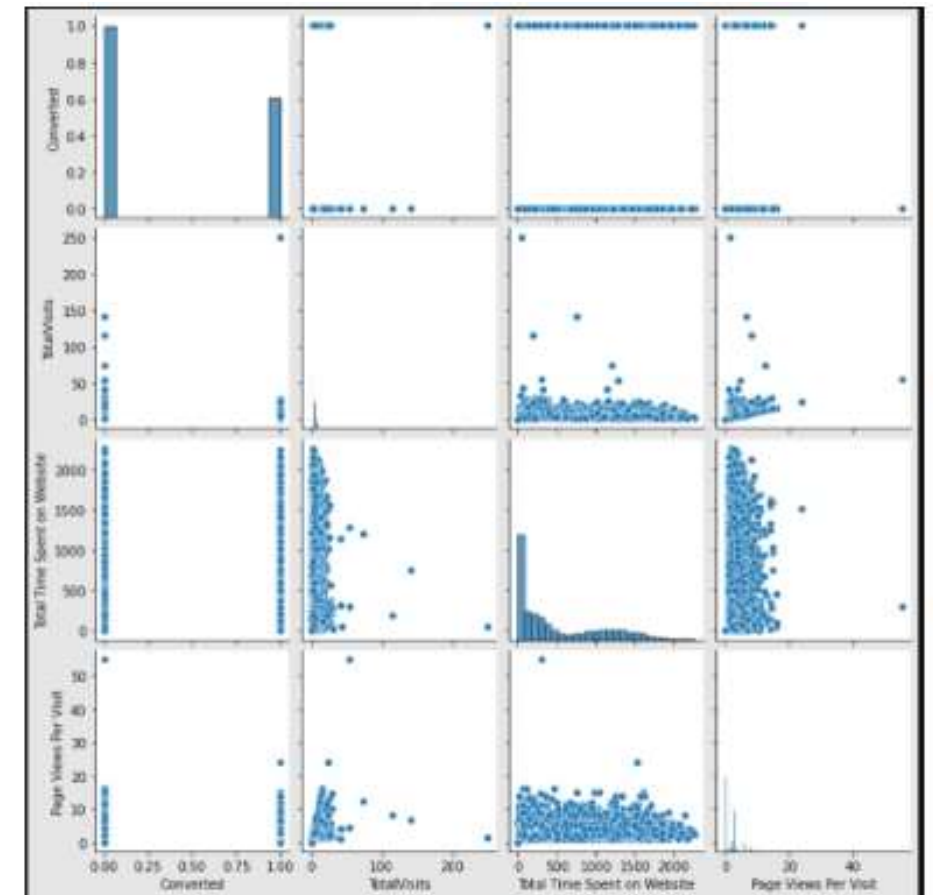 1.0
0.8
0.6
0.4
0.2
0.0
Converted
250
200
150
100
50
0
TotalVisits
2000
1500
1000
500
0
Total Time Spent on Website
50
40
30
20
10
0
Page Views Per Visit
0.00 0.25 0.50 0.75 1.00
Converted
0 100 200
TotalVisits
0 500 1000 1500 2000
Total Time Spent on Website
0 20 40
Page Views Per Visit